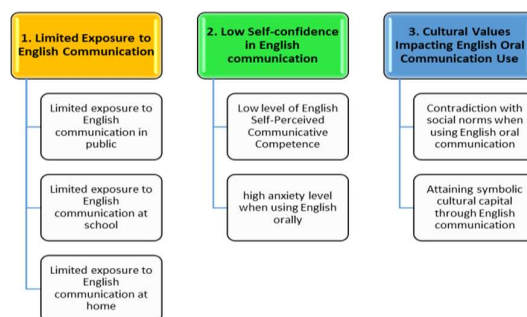 1. Limited Exposure to
English Communication
Limited exposure to
English
communication in
public
Limited exposure to
English
communication at
school
Limited exposure to
English
communication at
home
2. Low Self-confidence
in English
communication
Low level of English
Self-Perceived
Communicative
Competence
high anxiety level
when using English
orally
3. Cultural Values
Impacting English Oral
Communication Use
Contradiction with
social norms when
using English oral
communication
Attaining symbolic
cultural capital
through English
communication